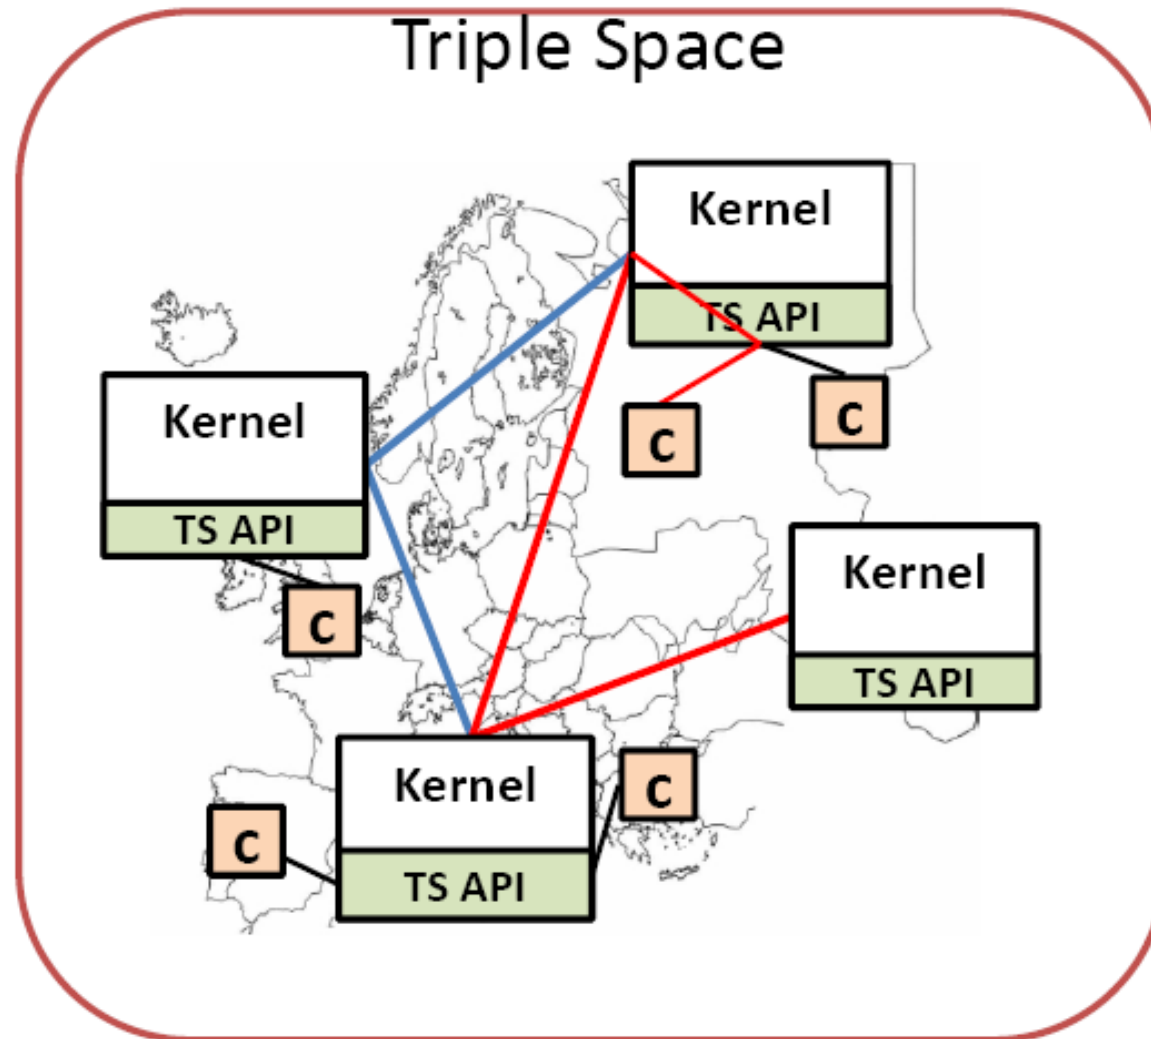 Triple Space
Kernel
TS API
C
C
Kernel
TS API
C
Kernel
TS API
Kernel
TS API
C
C